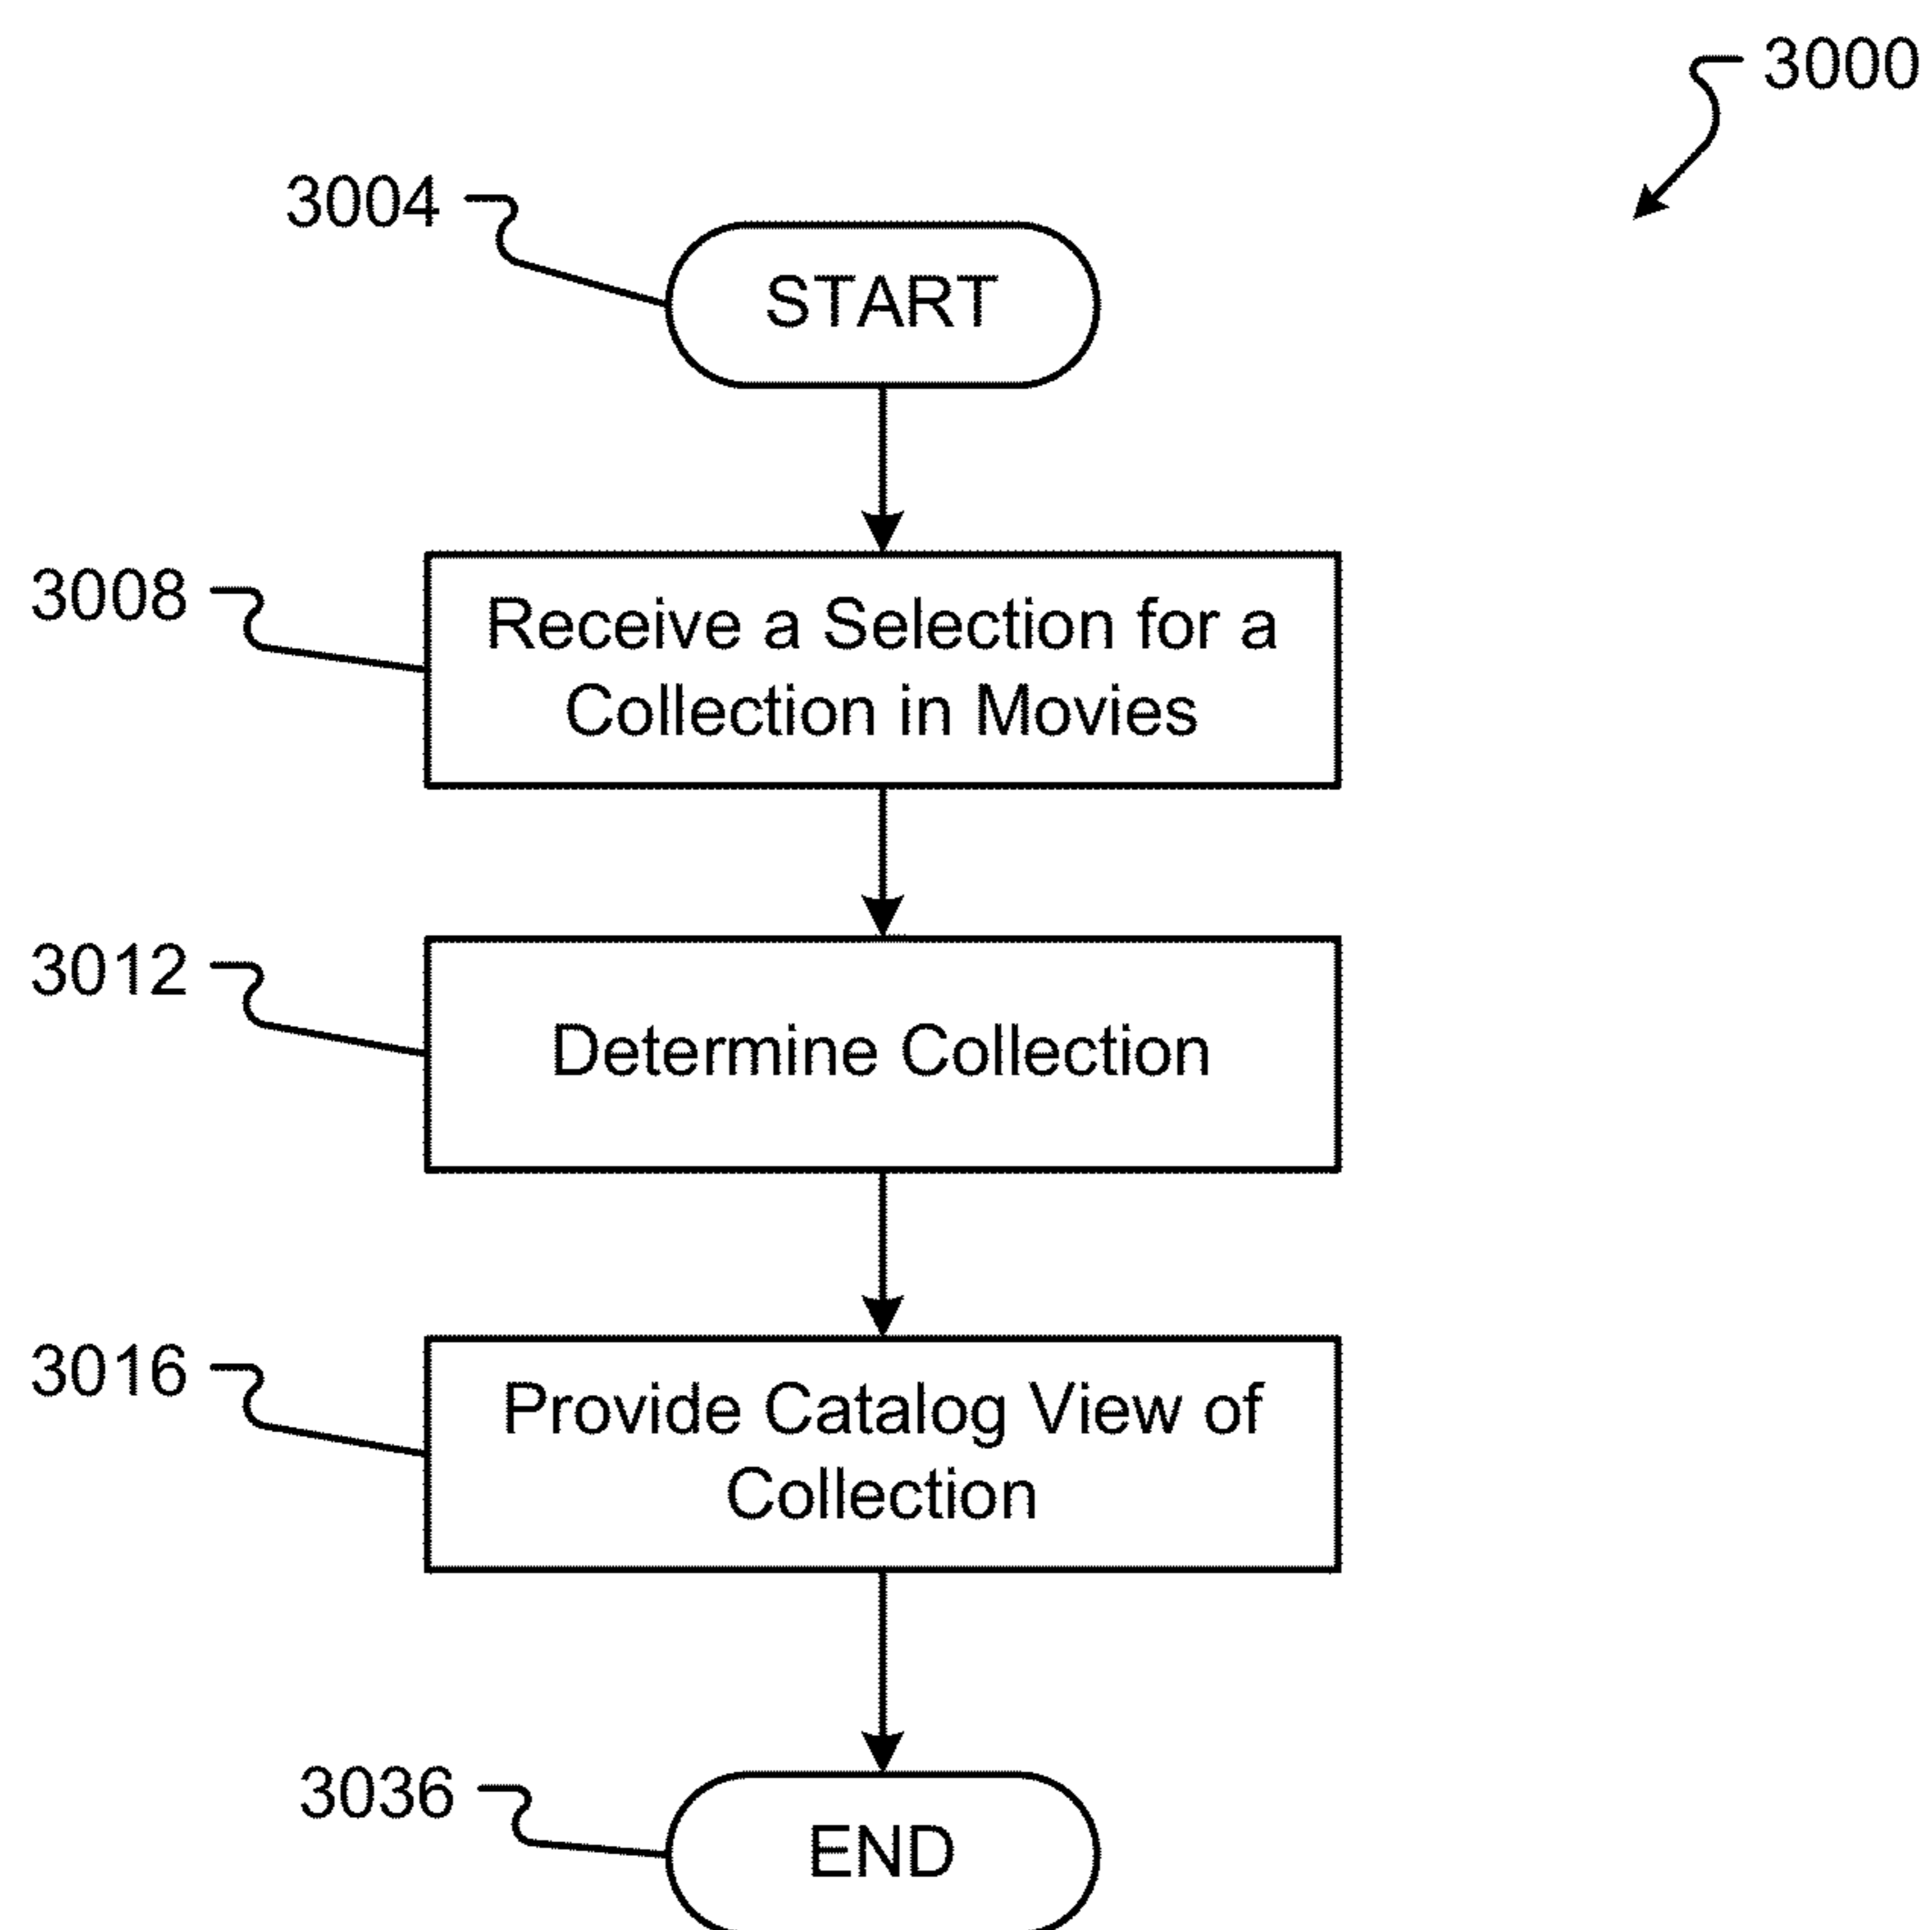 3000
3004
START
3008
Receive a Selection for a
Collection in Movies
3012
Determine Collection
3016
Provide Catalog View of
Collection
3036
END